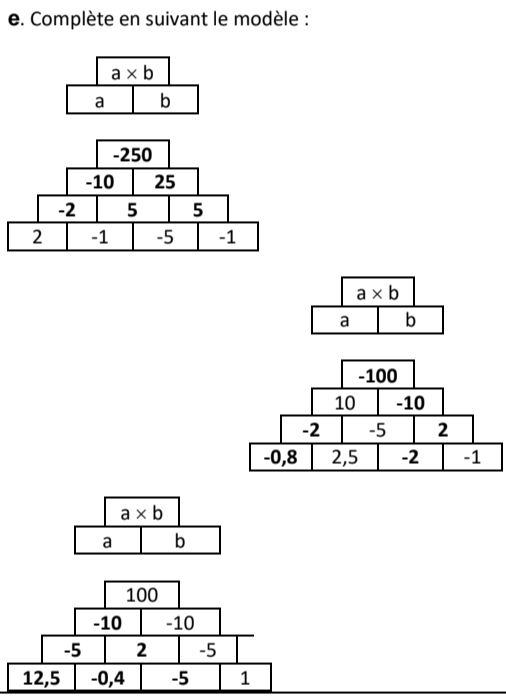 e. Complète en suivant le modèle :
a × b
a b
-250
-10 25
-2 5 5
2 -1 -5 -1
a × b
a b
-100
10 -10
-2 -5 2
-0,8 2,5 -2 -1
a × b
a b
100
-10 -10
-5 2 -5
12,5 -0,4 -5 1